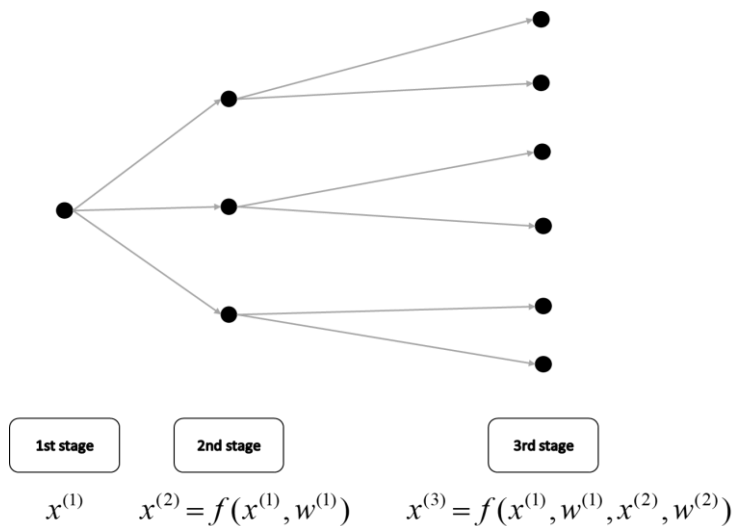 1st stage 2nd stage 3rd stage
x^{(1)} x^{(2)} = f(x^{(1)}, w^{(1)}) x^{(3)} = f(x^{(1)}, w^{(1)}, x^{(2)}, w^{(2)})